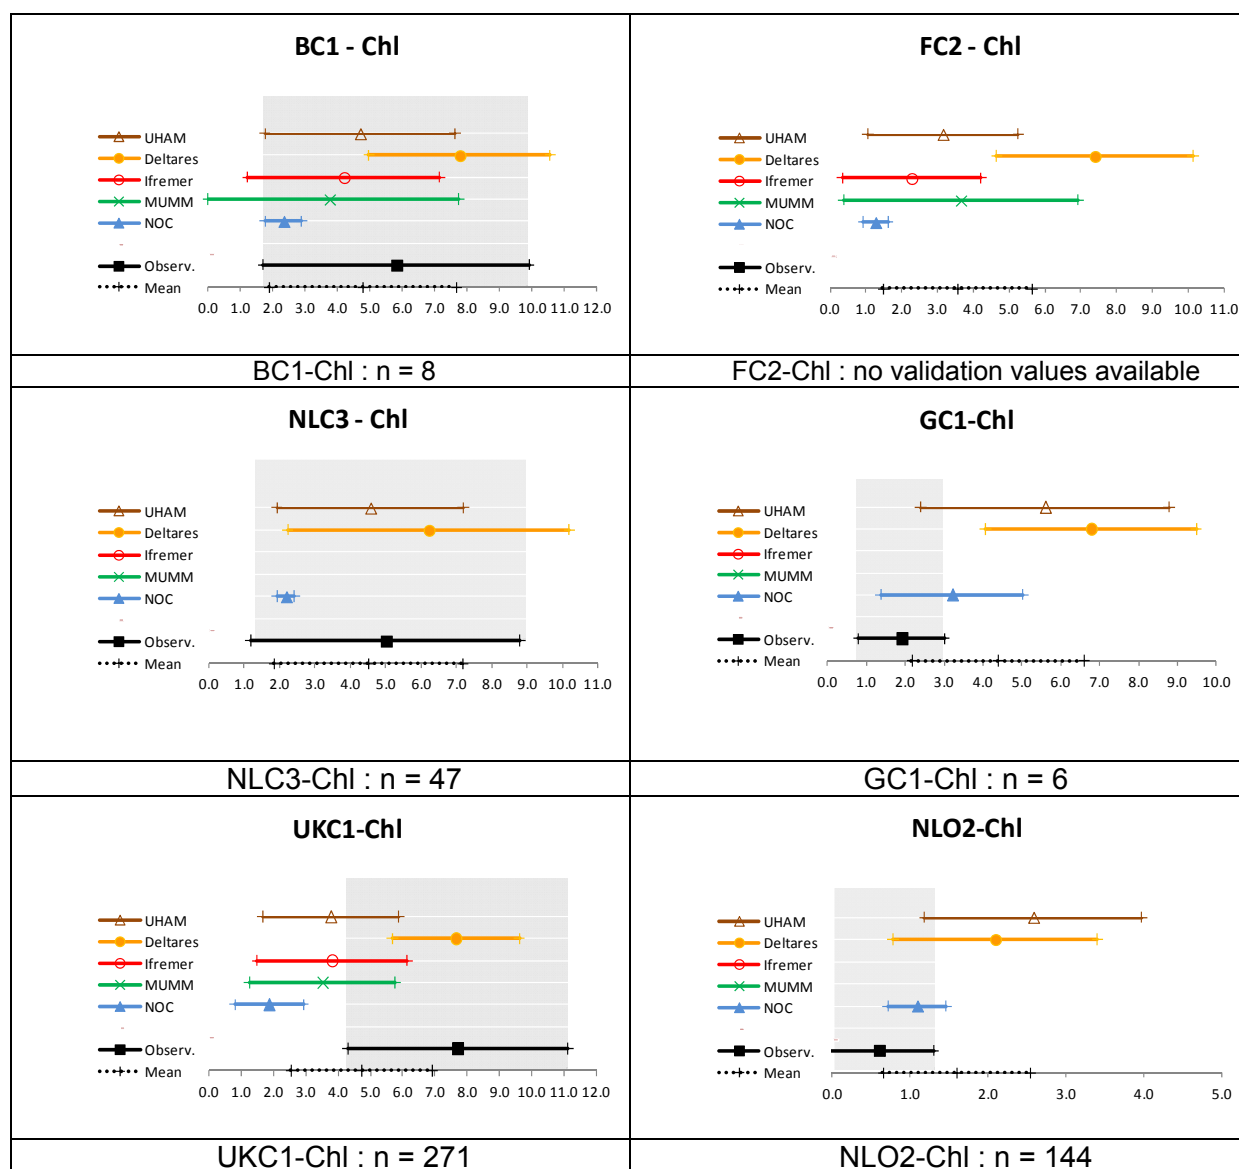 BC1 - Chl
UHAM
Deltares
Ifremer
MUMM
NOC
-
Observ.
Mean
0.0 1.0 2.0 3.0 4.0 5.0 6.0 7.0 8.0 9.0 10.0 11.0 12.0
BC1-Chl : n = 8
FC2 - Chl
UHAM
Deltares
Ifremer
MUMM
NOC
-
Observ.
Mean
0.0 1.0 2.0 3.0 4.0 5.0 6.0 7.0 8.0 9.0 10.0 11.0
FC2-Chl : no validation values available
NLC3 - Chl
UHAM
Deltares
Ifremer
MUMM
NOC
-
Observ.
Mean
0.0 1.0 2.0 3.0 4.0 5.0 6.0 7.0 8.0 9.0 10.0 11.0
NLC3-Chl : n = 47
GC1-Chl
UHAM
Deltares
Ifremer
MUMM
NOC
-
Observ.
Mean
0.0 1.0 2.0 3.0 4.0 5.0 6.0 7.0 8.0 9.0 10.0
GC1-Chl : n = 6
UKC1-Chl
UHAM
Deltares
Ifremer
MUMM
NOC
-
Observ.
Mean
0.0 1.0 2.0 3.0 4.0 5.0 6.0 7.0 8.0 9.0 10.0 11.0 12.0
UKC1-Chl : n = 271
NLO2-Chl
UHAM
Deltares
Ifremer
MUMM
NOC
-
Observ.
Mean
0.0 1.0 2.0 3.0 4.0 5.0
NLO2-Chl : n = 144